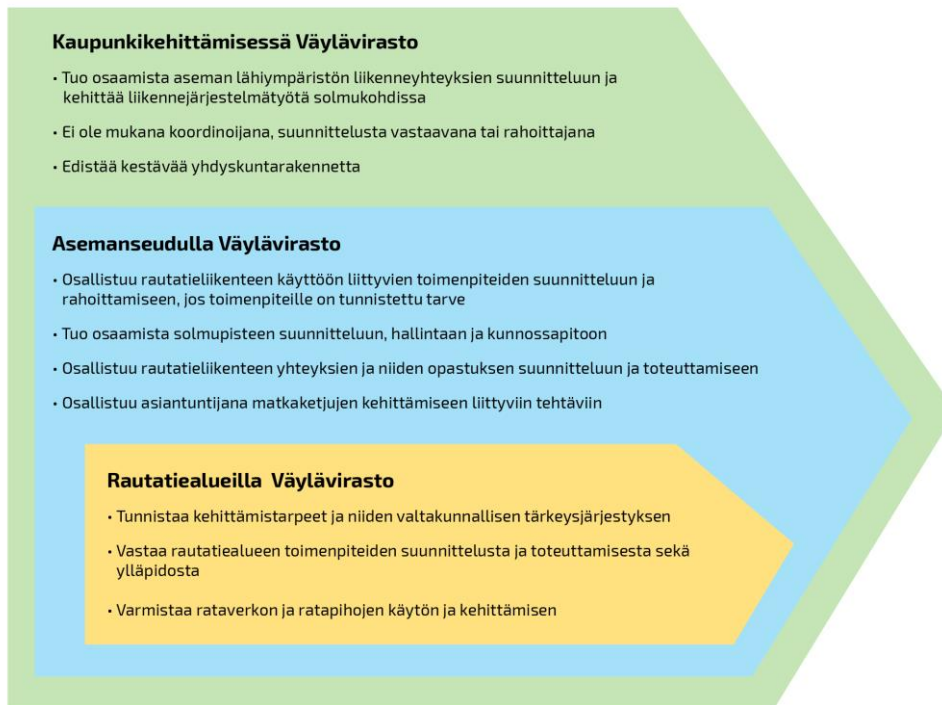 Kaupunkikehittämisessä Väylävirasto
• Tuo osaamista aseman lähiympäristön liikenneyhteyksien suunnitteluun ja
kehittää liikennejärjestelmätyötä solmukohdissa
• Ei ole mukana koordinoijana, suunnittelusta vastaavana tai rahoittajana
• Edistää kestävää yhdyskuntarakennetta
Asemanseudulla Väylävirasto
• Osallistuu rautatieliikenteen käyttöön liittyvien toimenpiteiden suunnitteluun ja
rahoittamiseen, jos toimenpiteille on tunnistettu tarve
• Tuo osaamista solmupisteen suunnitteluun, hallintaan ja kunnossapitoon
• Osallistuu rautatieliikenteen yhteyksien ja niiden opastuksen suunnitteluun ja toteuttamiseen
• Osallistuu asiantuntijana matkaketjujen kehittämiseen liittyviin tehtäviin
Rautatiealueilla Väylävirasto
• Tunnistaa kehittämistarpeet ja niiden valtakunnallisen tärkeysjärjestyksen
• Vastaa rautatiealueen toimenpiteiden suunnittelusta ja toteuttamisesta sekä
ylläpidosta
• Varmistaa rataverkon ja ratapihojen käytön ja kehittämisen